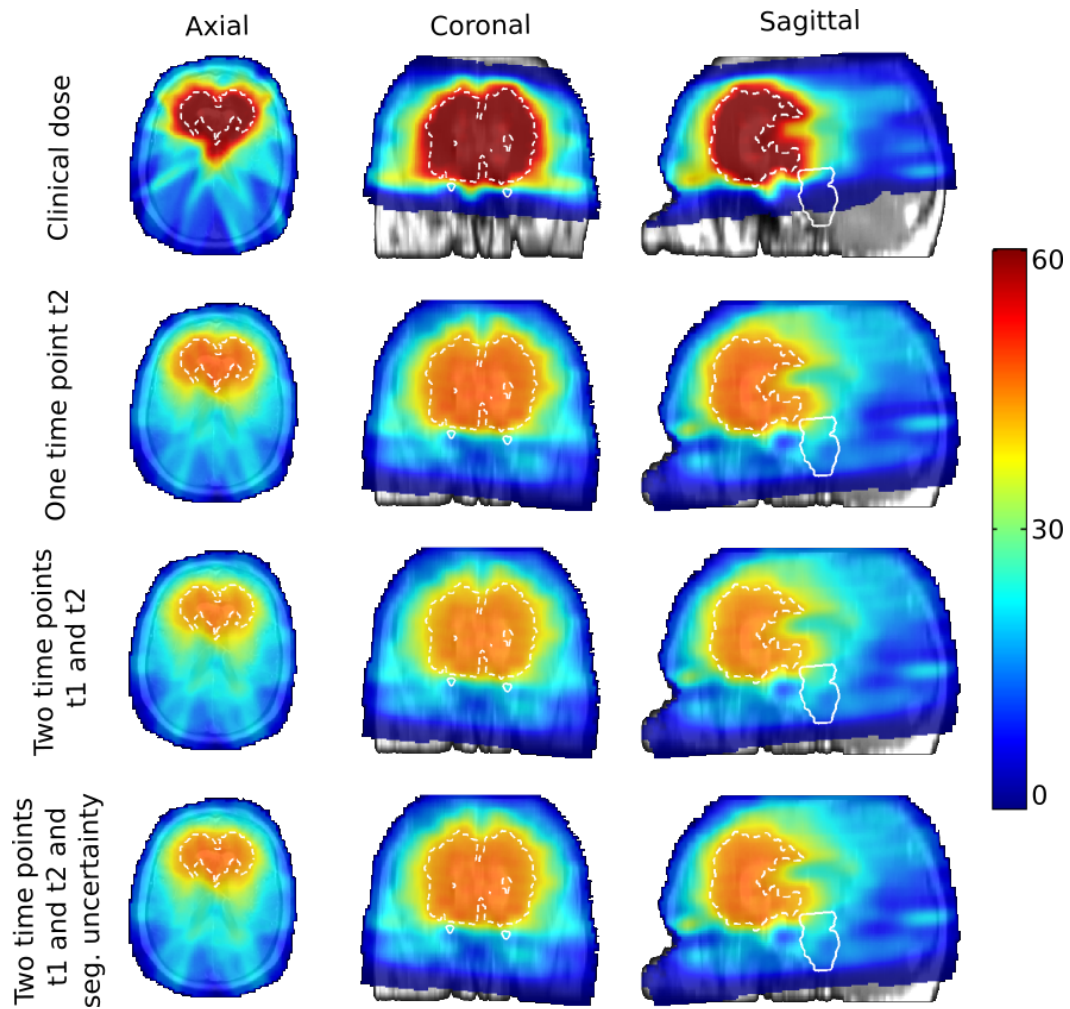 Axial
Coronal
Sagittal
Clinical dose
One time point t2
Two time points
t1 and t2
Two time points
t1 and t2 and
seg. uncertainty
60
30
0